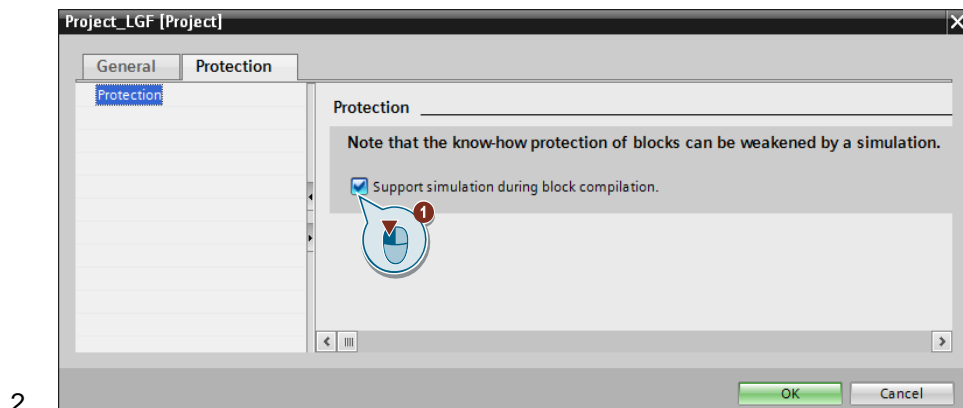 Project_LGF [Project]
General
Protection
Protection
Protection
Note that the know-how protection of blocks can be weakened by a simulation.
Support simulation during block compilation.
1
OK
Cancel
2